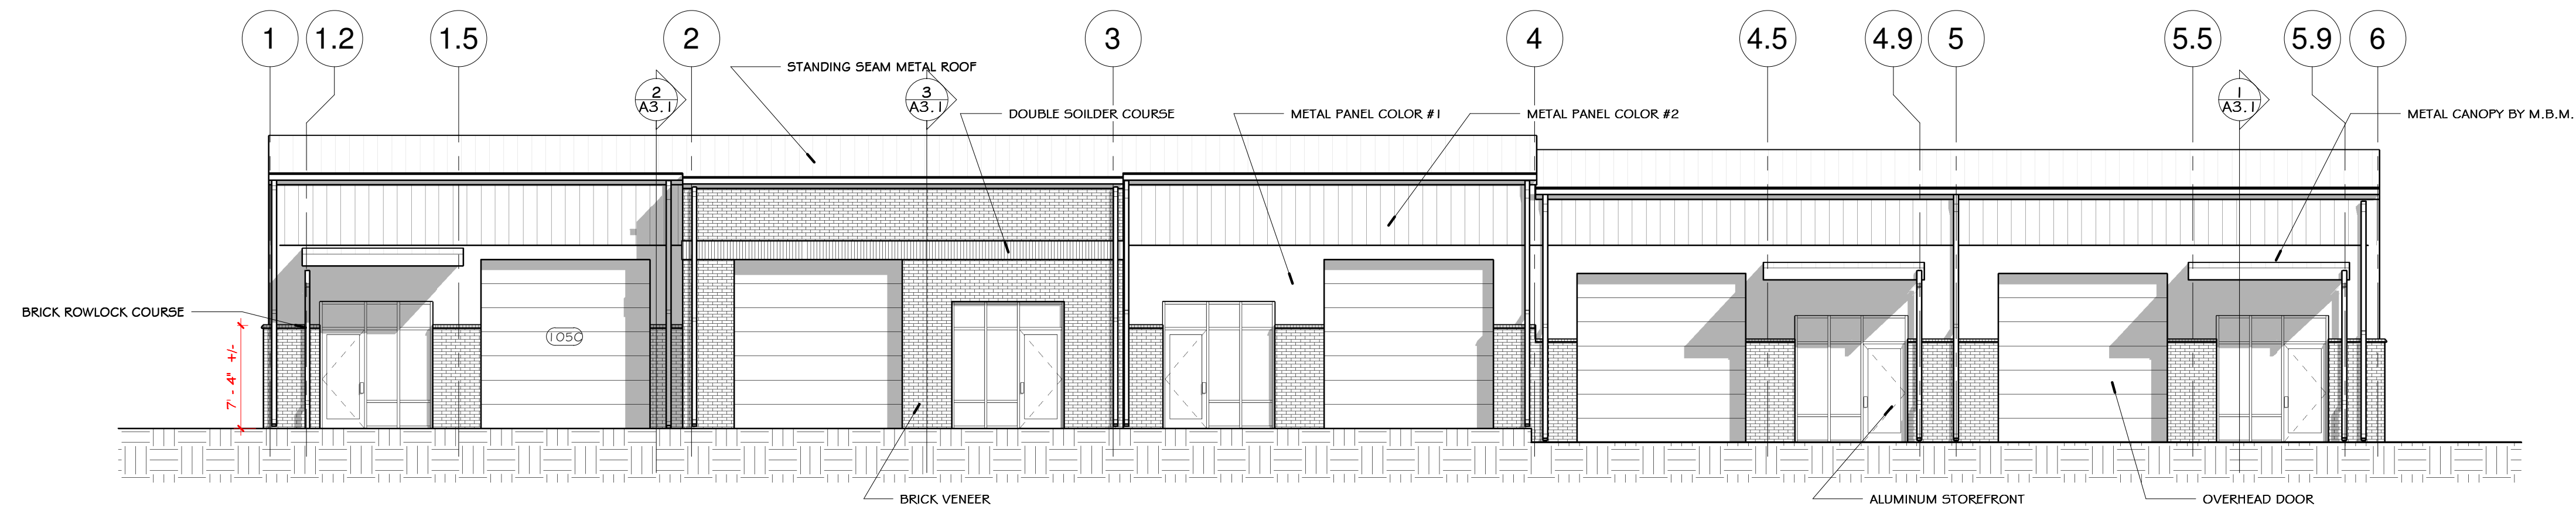 1
1.2
1.5
2
3
4
4.5
4.9
5
5.5
5.9
6
STANDING SEAM METAL ROOF
2
A3.1
3
A3.1
1
A3.1
DOUBLE SOILDER COURSE
METAL PANEL COLOR #1
METAL PANEL COLOR #2
METAL CANOPY BY M.B.M.
BRICK ROWLOCK COURSE
7' - 4" +/-
105C
BRICK VENEER
ALUMINUM STOREFRONT
OVERHEAD DOOR